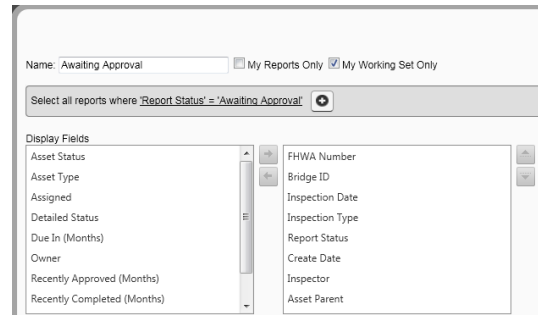 Name: Awaiting Approval My Reports Only My Working Set Only
Select all reports where 'Report Status' = 'Awaiting Approval'
Display Fields
Asset Status
Asset Type
Assigned
Detailed Status
Due In (Months)
Owner
Recently Approved (Months)
Recently Completed (Months)
FHWA Number
Bridge ID
Inspection Date
Inspection Type
Report Status
Create Date
Inspector
Asset Parent